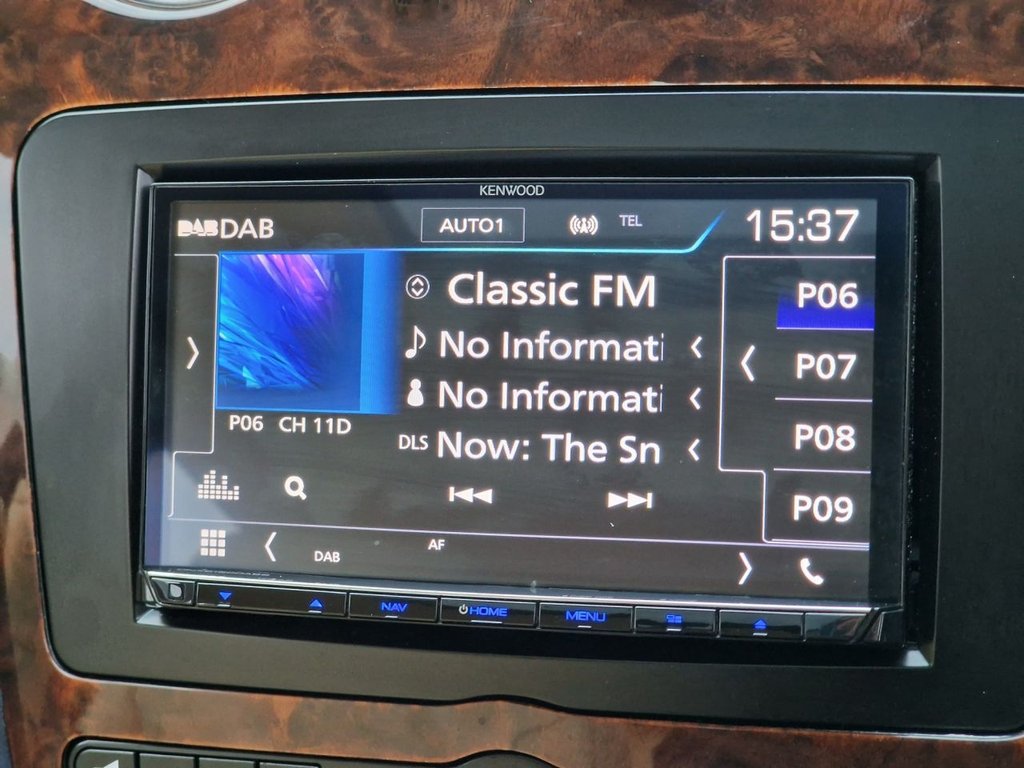 KENWOOD
DAB DAB
AUTO1
TEL
15:37
Classic FM
No Informati
No Informati
DLS Now: The Sn
P06 CH 11D
P06
P07
P08
P09
DAB
AF
NAV
HOME
MENU